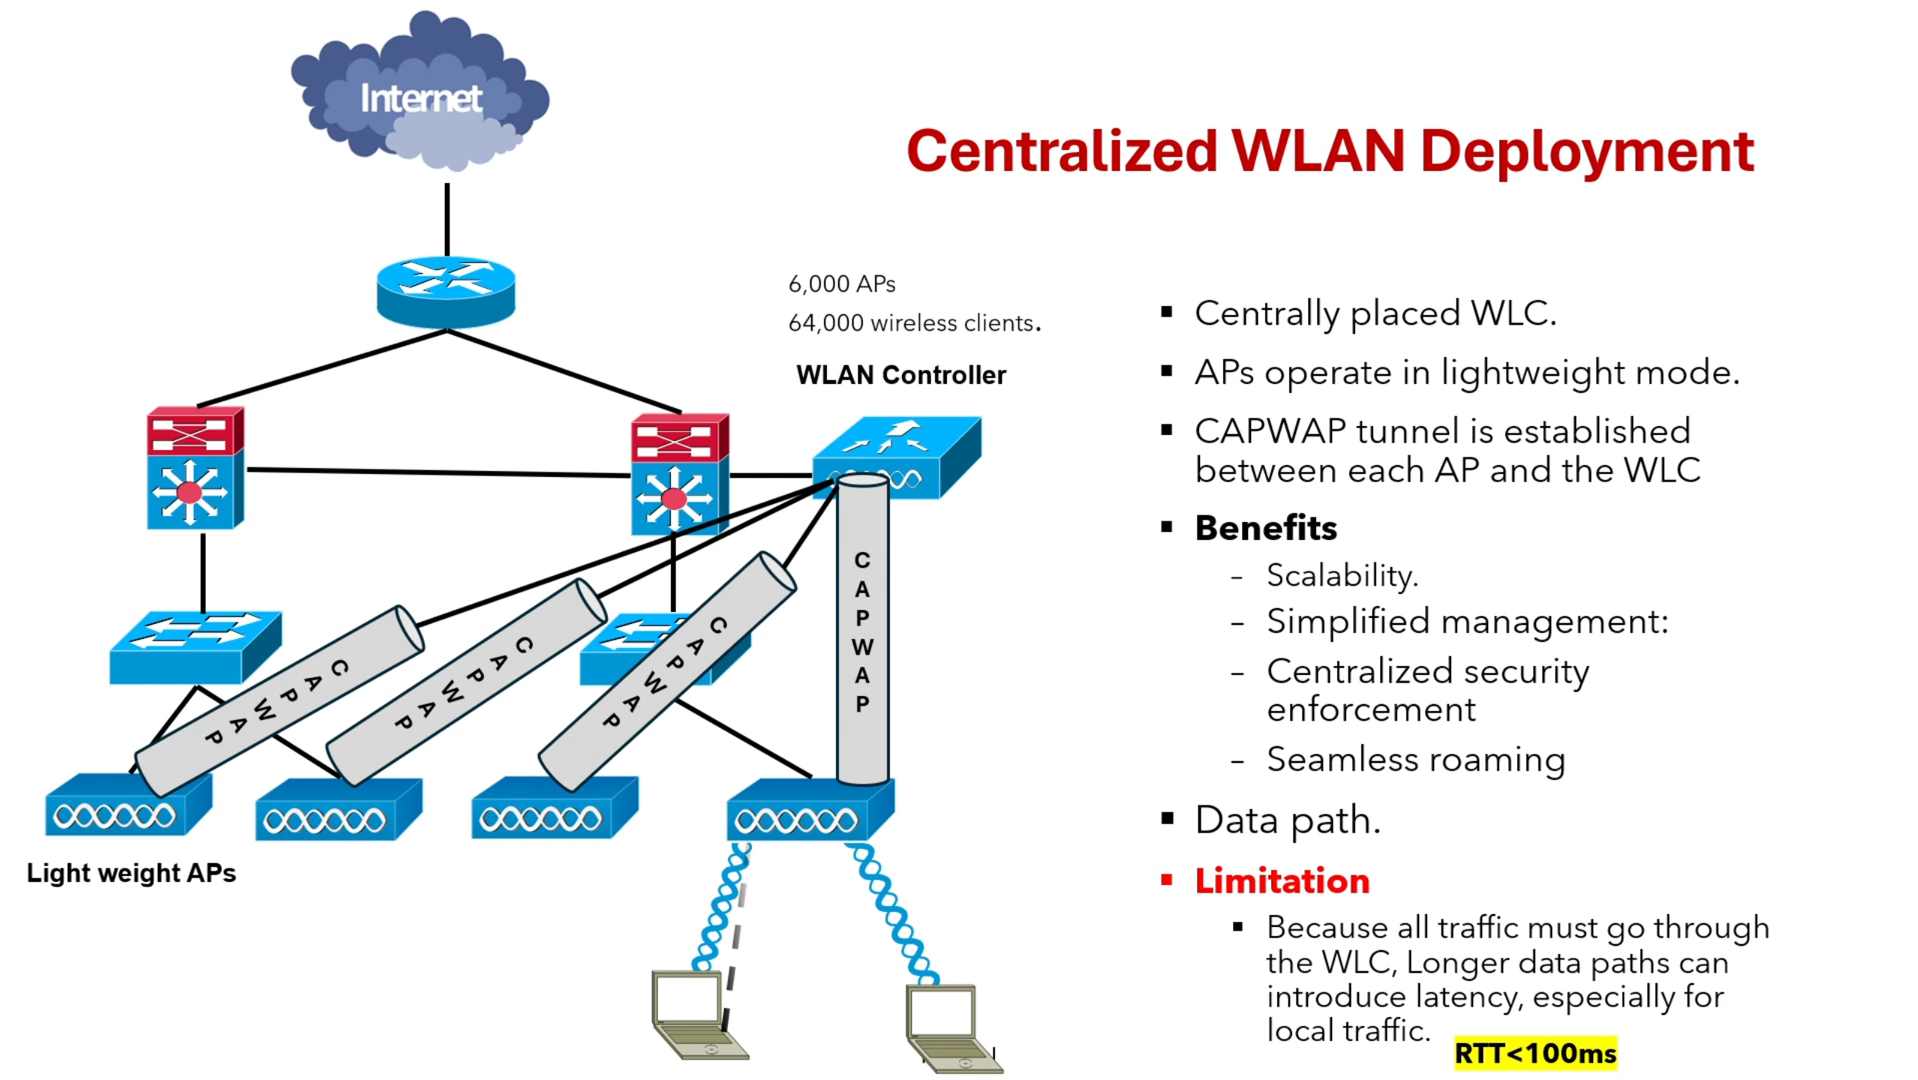 Internet
Centralized WLAN Deployment
6,000 APs
64,000 wireless clients.
WLAN Controller
CAPWAP
CAPWAP
CAPWAP
CAPWAP
Light weight APs
▪ Centrally placed WLC.
▪ APs operate in lightweight mode.
▪ CAPWAP tunnel is established
between each AP and the WLC
▪ Benefits
– Scalability.
– Simplified management:
– Centralized security
enforcement
– Seamless roaming
▪ Data path.
▪ Limitation
▪ Because all traffic must go through
the WLC, Longer data paths can
introduce latency, especially for
local traffic.
RTT<100ms